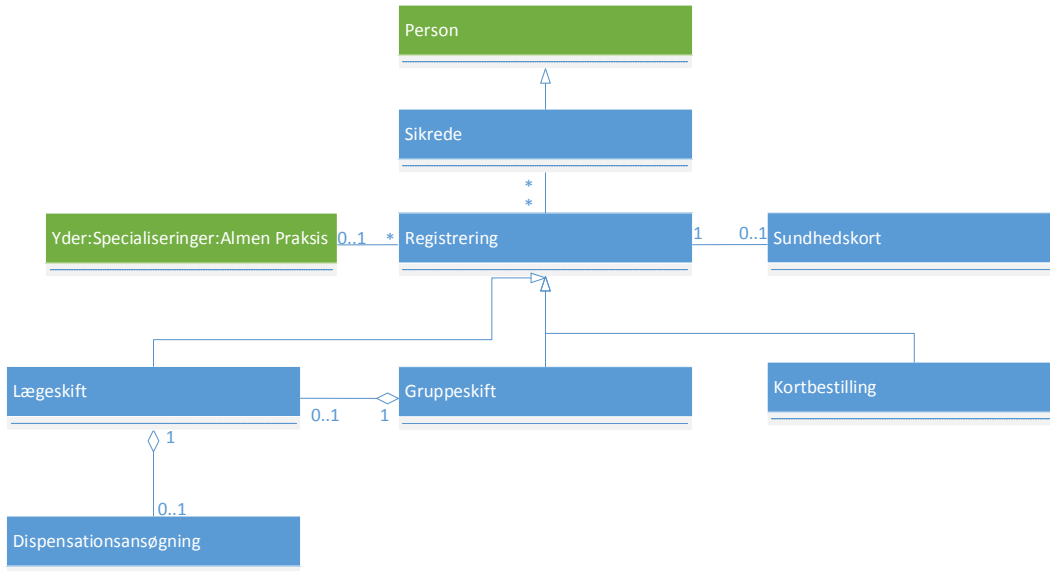 Person
Sikrede
*
*
Yder:Specialiseringer:Almen Praksis 0..1 * Registrering 1 0..1 Sundhedskort
Lægeskift 0..1 1 Gruppeskift Kortbestilling
1
0..1
Dispensationsansøgning